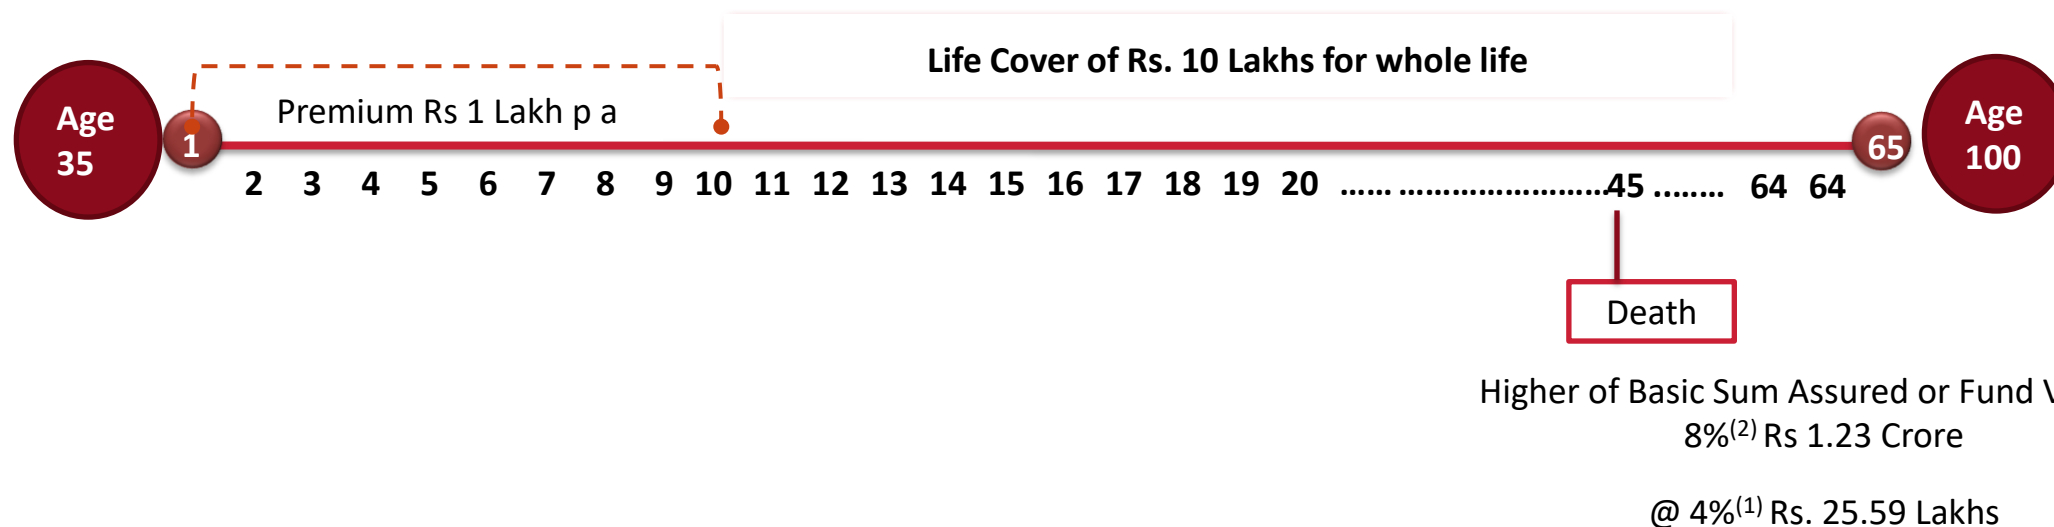 Life Cover of Rs. 10 Lakhs for whole life
Age
35
Premium Rs 1 Lakh p a
Age
100
1
65
2 3 4 5 6 7 8 9 10 11 12 13 14 15 16 17 18 19 20 ...... ........................45 ........ 64 64
Death
Higher of Basic Sum Assured or Fund V
8%(2) Rs 1.23 Crore
@ 4%(1) Rs. 25.59 Lakhs